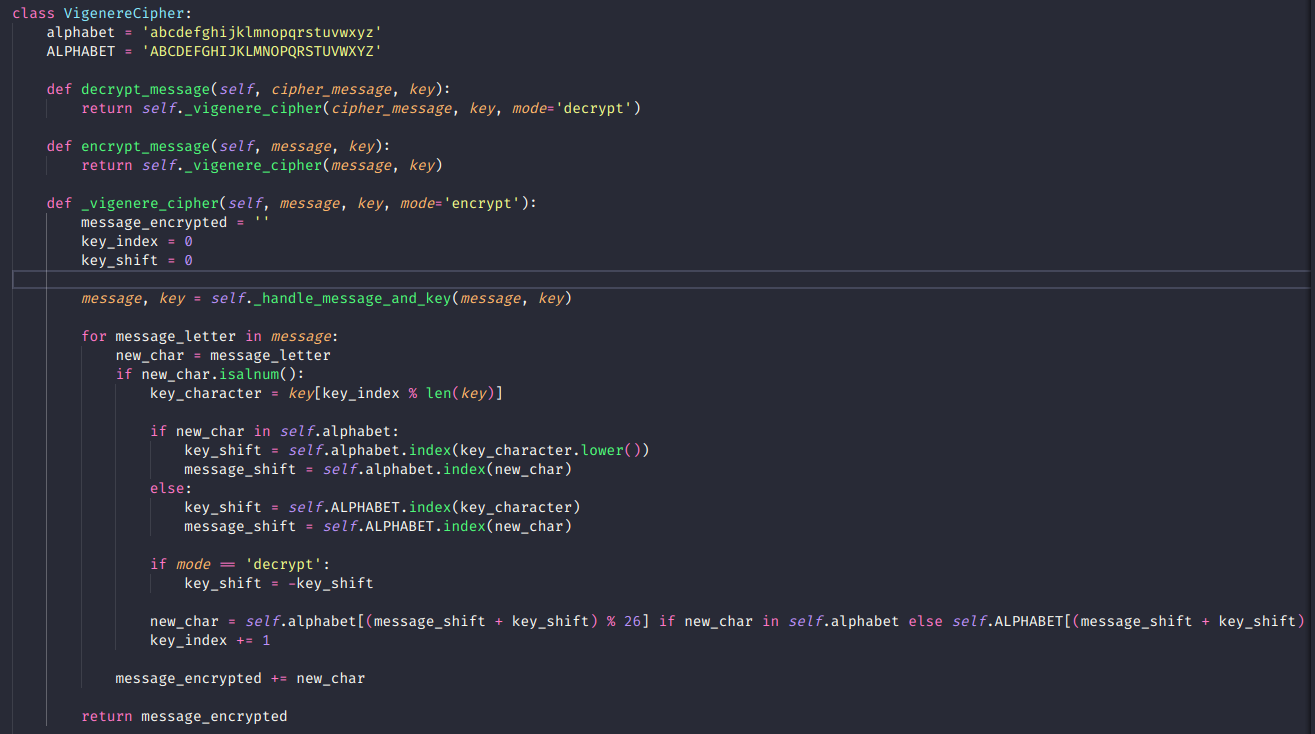 class VigenereCipher:
    alphabet = 'abcdefghijklmnopqrstuvwxyz'
    ALPHABET = 'ABCDEFGHIJKLMNOPQRSTUVWXYZ'

    def decrypt_message(self, cipher_message, key):
        return self._vigenere_cipher(cipher_message, key, mode='decrypt')

    def encrypt_message(self, message, key):
        return self._vigenere_cipher(message, key)

    def _vigenere_cipher(self, message, key, mode='encrypt'):
        message_encrypted = ''
        key_index = 0
        key_shift = 0

        message, key = self._handle_message_and_key(message, key)

        for message_letter in message:
            new_char = message_letter
            if new_char.isalnum():
                key_character = key[key_index % len(key)]

                if new_char in self.alphabet:
                    key_shift = self.alphabet.index(key_character.lower())
                    message_shift = self.alphabet.index(new_char)
                else:
                    key_shift = self.ALPHABET.index(key_character)
                    message_shift = self.ALPHABET.index(new_char)

                if mode == 'decrypt':
                    key_shift = -key_shift

                new_char = self.alphabet[(message_shift + key_shift) % 26] if new_char in self.alphabet else self.ALPHABET[(message_shift + key_shift)
                key_index += 1

            message_encrypted += new_char

        return message_encrypted